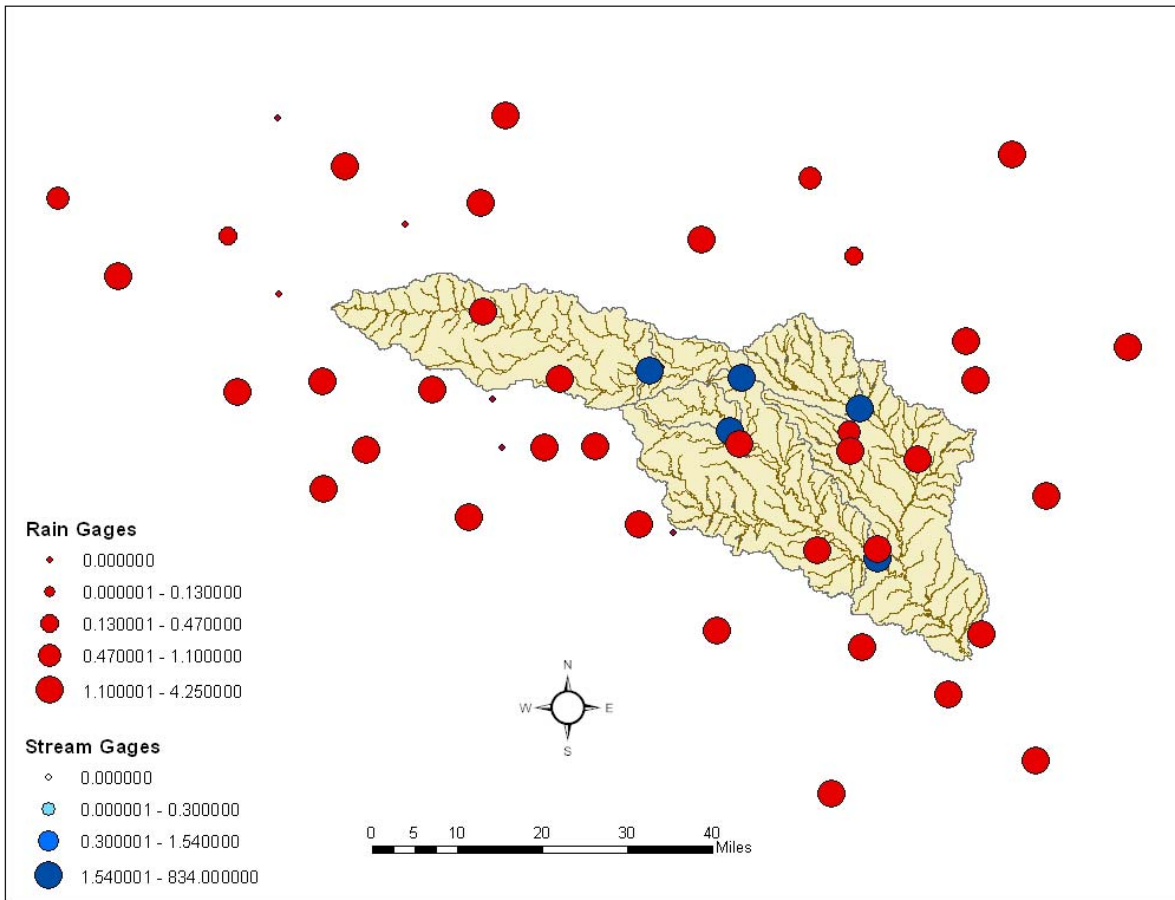 Rain Gages
0.000000
0.000001 - 0.130000
0.130001 - 0.470000
0.470001 - 1.100000
1.100001 - 4.250000
Stream Gages
0.000000
0.000001 - 0.300000
0.300001 - 1.540000
1.540001 - 834.000000
N
W E
S
0 5 10 20 30 40
Miles